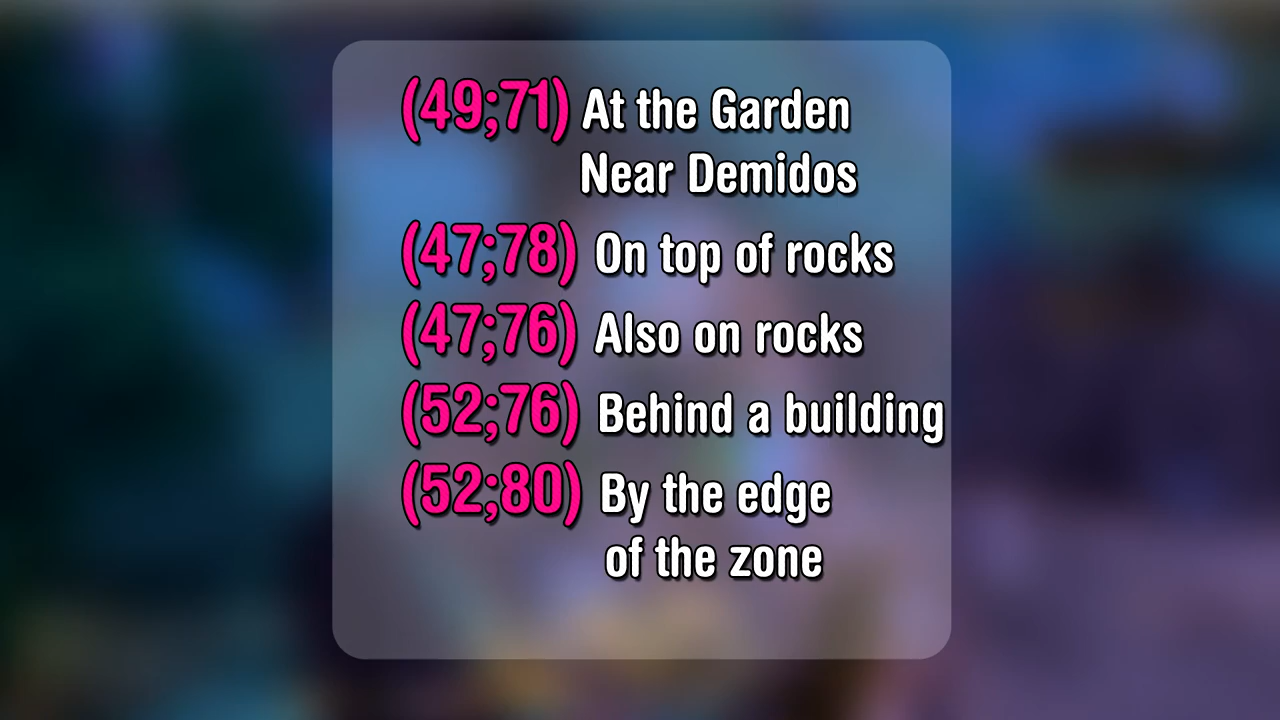 (49;71) At the Garden
Near Demidos
(47;78) On top of rocks
(47;76) Also on rocks
(52;76) Behind a building
(52;80) By the edge
of the zone